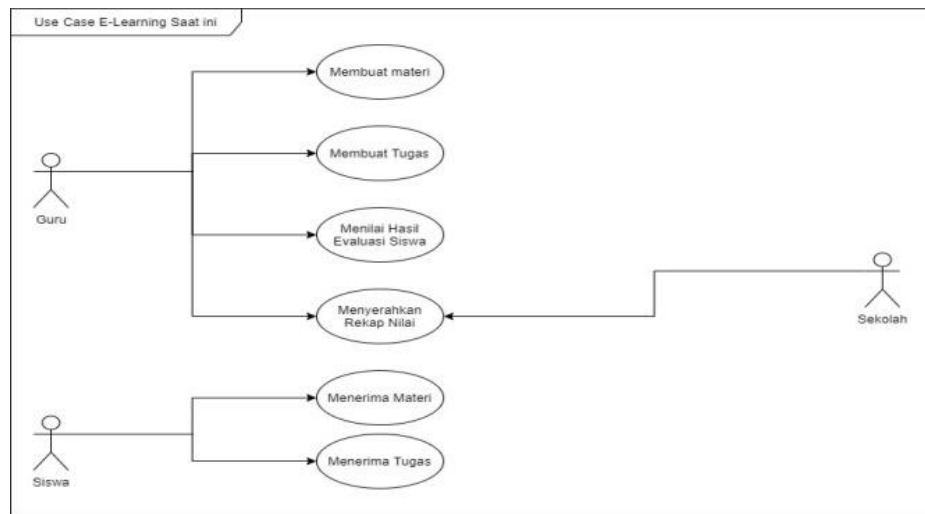 Use Case E-Learning Saat ini
Membuat materi
Membuat Tugas
Guru
Menilai Hasil
Evaluasi Siswa
Menyerahkan
Rekap Nilai
Sekolah
Menerima Materi
Menerima Tugas
Siswa